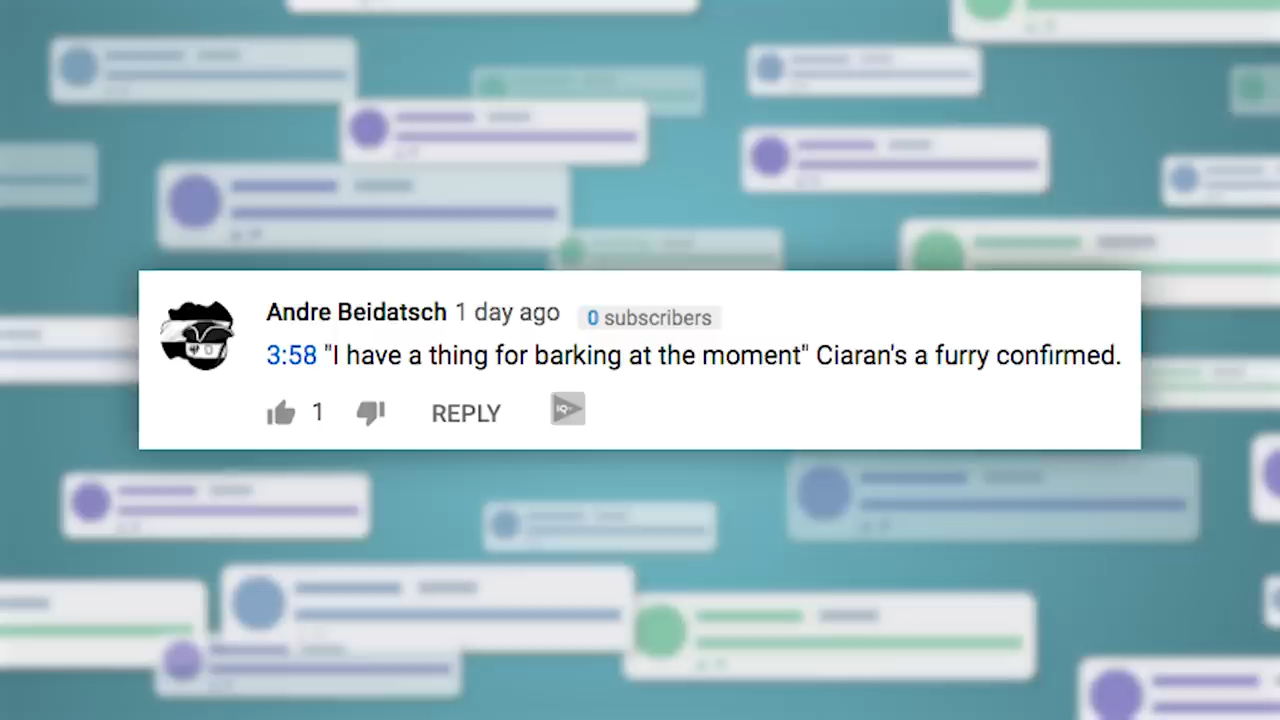 Andre Beidatsch 1 day ago 0 subscribers
3:58 "I have a thing for barking at the moment" Ciaran's a furry confirmed.
1 REPLY IQ